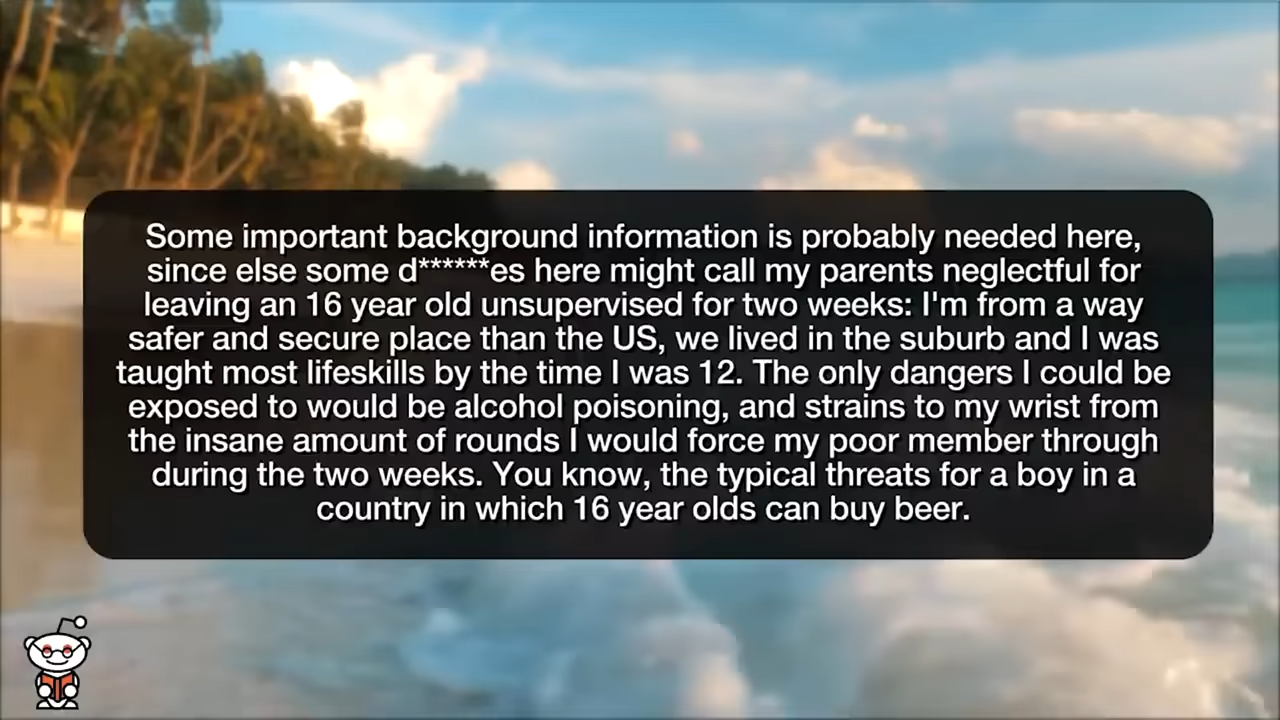 Some important background information is probably needed here,
since else some d******es here might call my parents neglectful for
leaving an 16 year old unsupervised for two weeks: I'm from a way
safer and secure place than the US, we lived in the suburb and I was
taught most lifeskills by the time I was 12. The only dangers I could be
exposed to would be alcohol poisoning, and strains to my wrist from
the insane amount of rounds I would force my poor member through
during the two weeks. You know, the typical threats for a boy in a
country in which 16 year olds can buy beer.